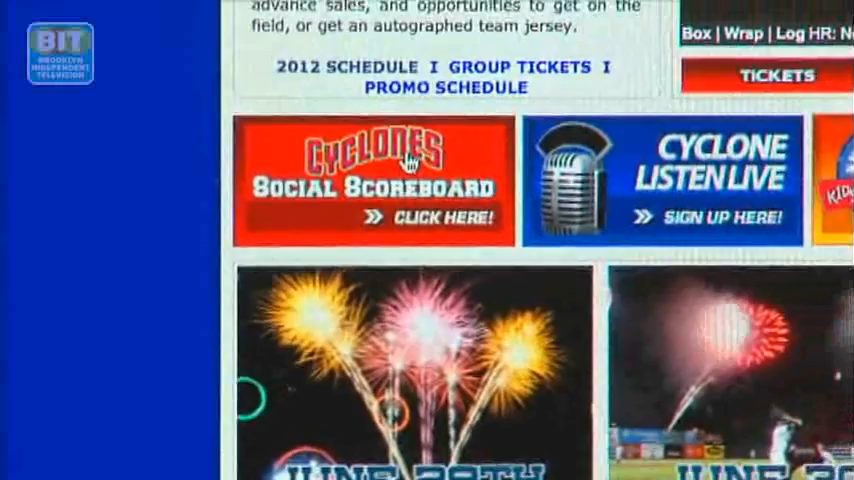 BIT
BROOKLYN
INDEPENDENT
TELEVISION
advance sales, and opportunities to get on the
field, or get an autographed team jersey.
2012 SCHEDULE I GROUP TICKETS I
PROMO SCHEDULE
Box | Wrap | Log HR:
TICKETS
CYCLONES
SOCIAL SCOREBOARD
» CLICK HERE!
CYCLONE
LISTEN LIVE
» SIGN UP HERE!
JUNE
JUNE